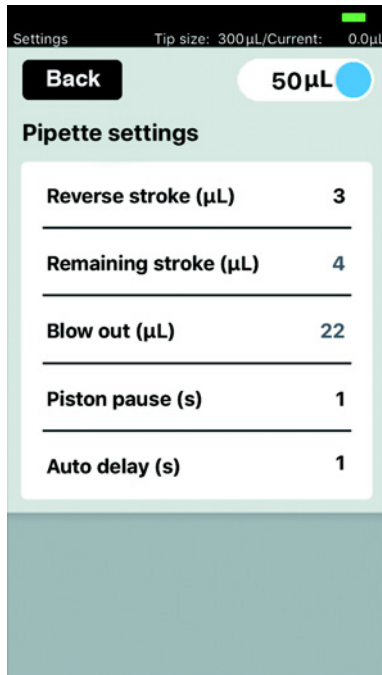 Settings Tip size: 300µL/Current: 0.0µL
Back 50µL
Pipette settings
Reverse stroke (µL) 3
Remaining stroke (µL) 4
Blow out (µL) 22
Piston pause (s) 1
Auto delay (s) 1